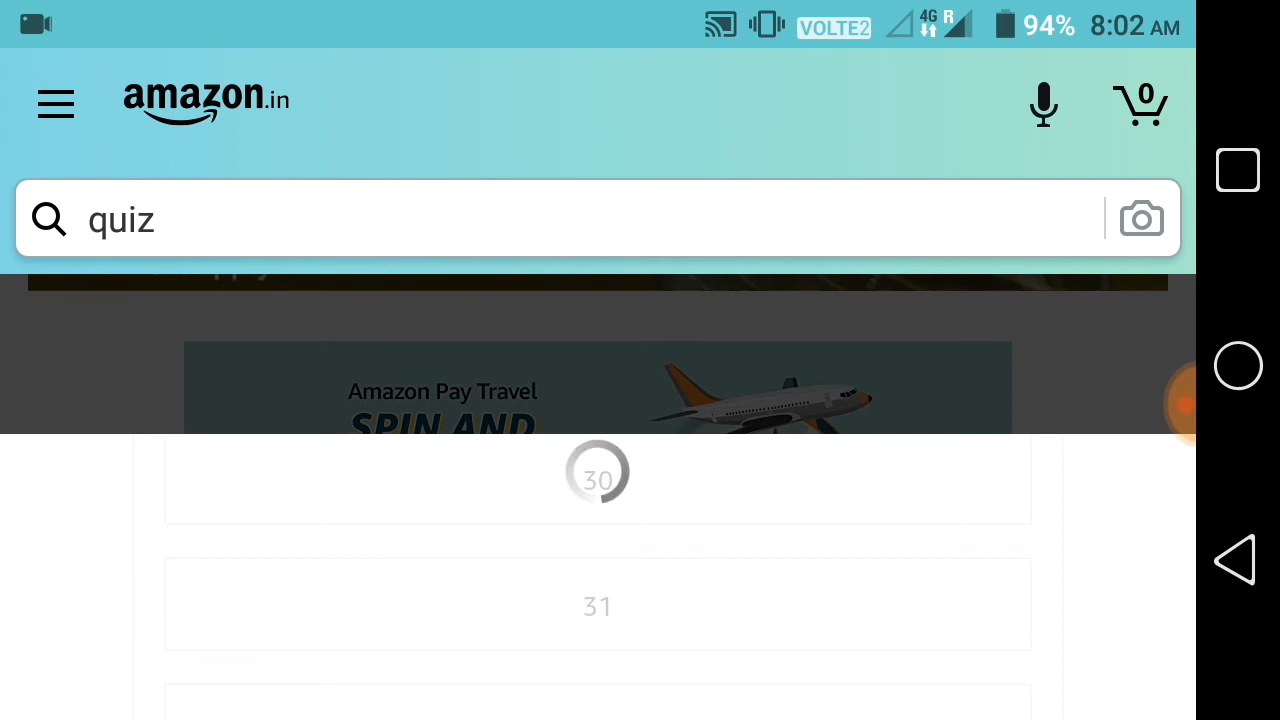 VOLTE2 4G R 94% 8:02 AM
amazon.in
0
quiz
Amazon Pay Travel
SPIN AND
30
31